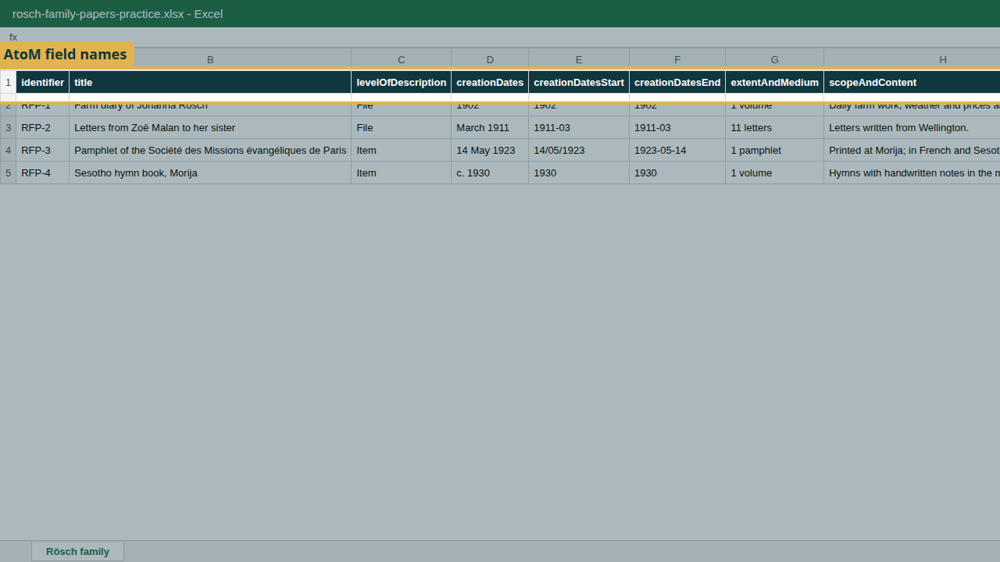 rosch-family-papers-practice.xlsx - Excel
fx
AtoM field names
B C D E F G H
1 identifier title levelOfDescription creationDates creationDatesStart creationDatesEnd extentAndMedium scopeAndContent
2 RFP-1 Farm diary of Johanna Rösch File 1902 1902 1902 1 volume Daily farm work, weather and prices
3 RFP-2 Letters from Zoë Malan to her sister File March 1911 1911-03 1911-03 11 letters Letters written from Wellington.
4 RFP-3 Pamphlet of the Société des Missions évangéliques de Paris Item 14 May 1923 14/05/1923 1923-05-14 1 pamphlet Printed at Morija; in French and
5 RFP-4 Sesotho hymn book, Morija Item c. 1930 1930 1930 1 volume Hymns with handwritten notes in the
Rösch family